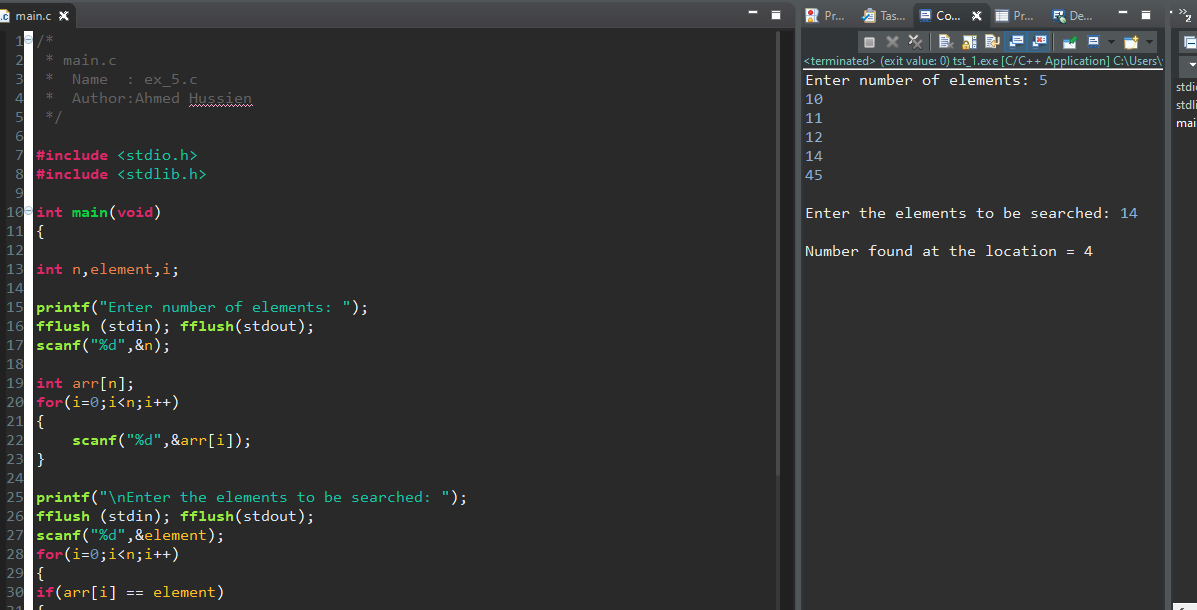 main.c
1 /*
2  * main.c
3  *  Name  : ex_5.c
4  *  Author:Ahmed Hussien
5  */
6
7 #include <stdio.h>
8 #include <stdlib.h>
9
10 int main(void)
11 {
12
13 int n,element,i;
14
15 printf("Enter number of elements: ");
16 fflush (stdin); fflush(stdout);
17 scanf("%d",&n);
18
19 int arr[n];
20 for(i=0;i<n;i++)
21 {
22     scanf("%d",&arr[i]);
23 }
24
25 printf("\nEnter the elements to be searched: ");
26 fflush (stdin); fflush(stdout);
27 scanf("%d",&element);
28 for(i=0;i<n;i++)
29 {
30 if(arr[i] == element)
31 {
Pr... Tas... Co... Pr... De...
<terminated> (exit value: 0) tst_1.exe [C/C++ Application] C:\Users\
Enter number of elements: 5
10
11
12
14
45
Enter the elements to be searched: 14
Number found at the location = 4
»2
stdi
stdli
mai